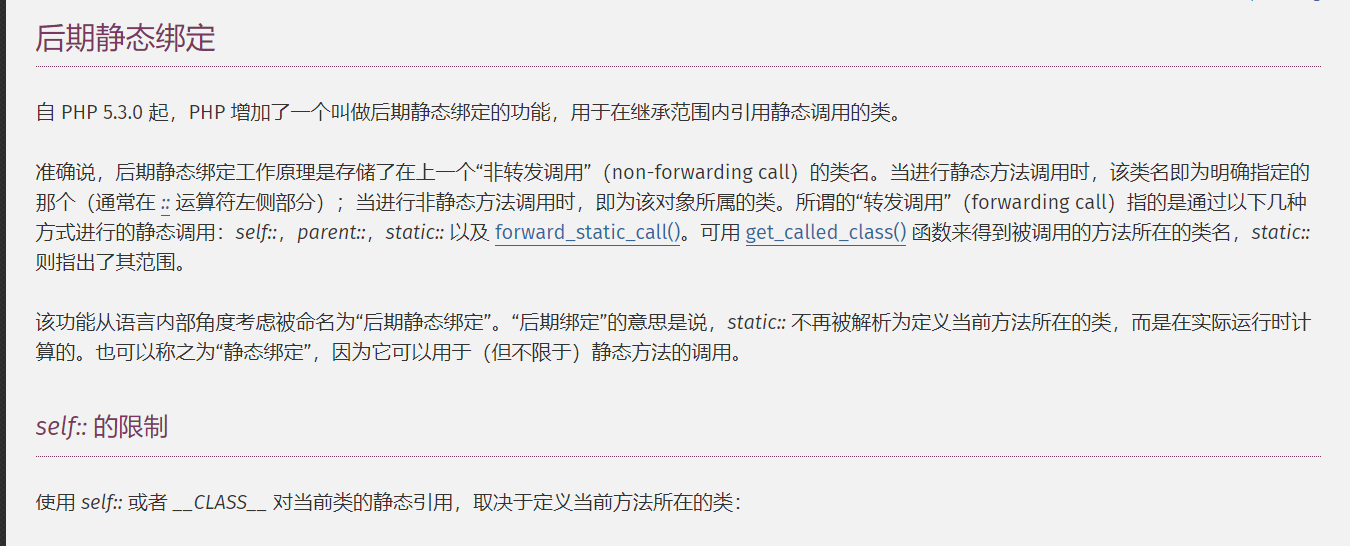 后期静态绑定
自 PHP 5.3.0 起，PHP 增加了一个叫做后期静态绑定的功能，用于在继承范围内引用静态调用的类。
准确说，后期静态绑定工作原理是存储了在上一个“非转发调用”（non-forwarding call）的类名。当进行静态方法调用时，该类名即为明确指定的
那个（通常在 :: 运算符左侧部分）；当进行非静态方法调用时，即为该对象所属的类。所谓的“转发调用”（forwarding call）指的是通过以下几种
方式进行的静态调用：self::，parent::，static:: 以及 forward_static_call()。可用 get_called_class() 函数来得到被调用的方法所在的类名，static::
则指出了其范围。
该功能从语言内部角度考虑被命名为“后期静态绑定”。“后期绑定”的意思是说，static:: 不再被解析为定义当前方法所在的类，而是在实际运行时计
算的。也可以称之为“静态绑定”，因为它可以用于（但不限于）静态方法的调用。
self:: 的限制
使用 self:: 或者 __CLASS__ 对当前类的静态引用，取决于定义当前方法所在的类：